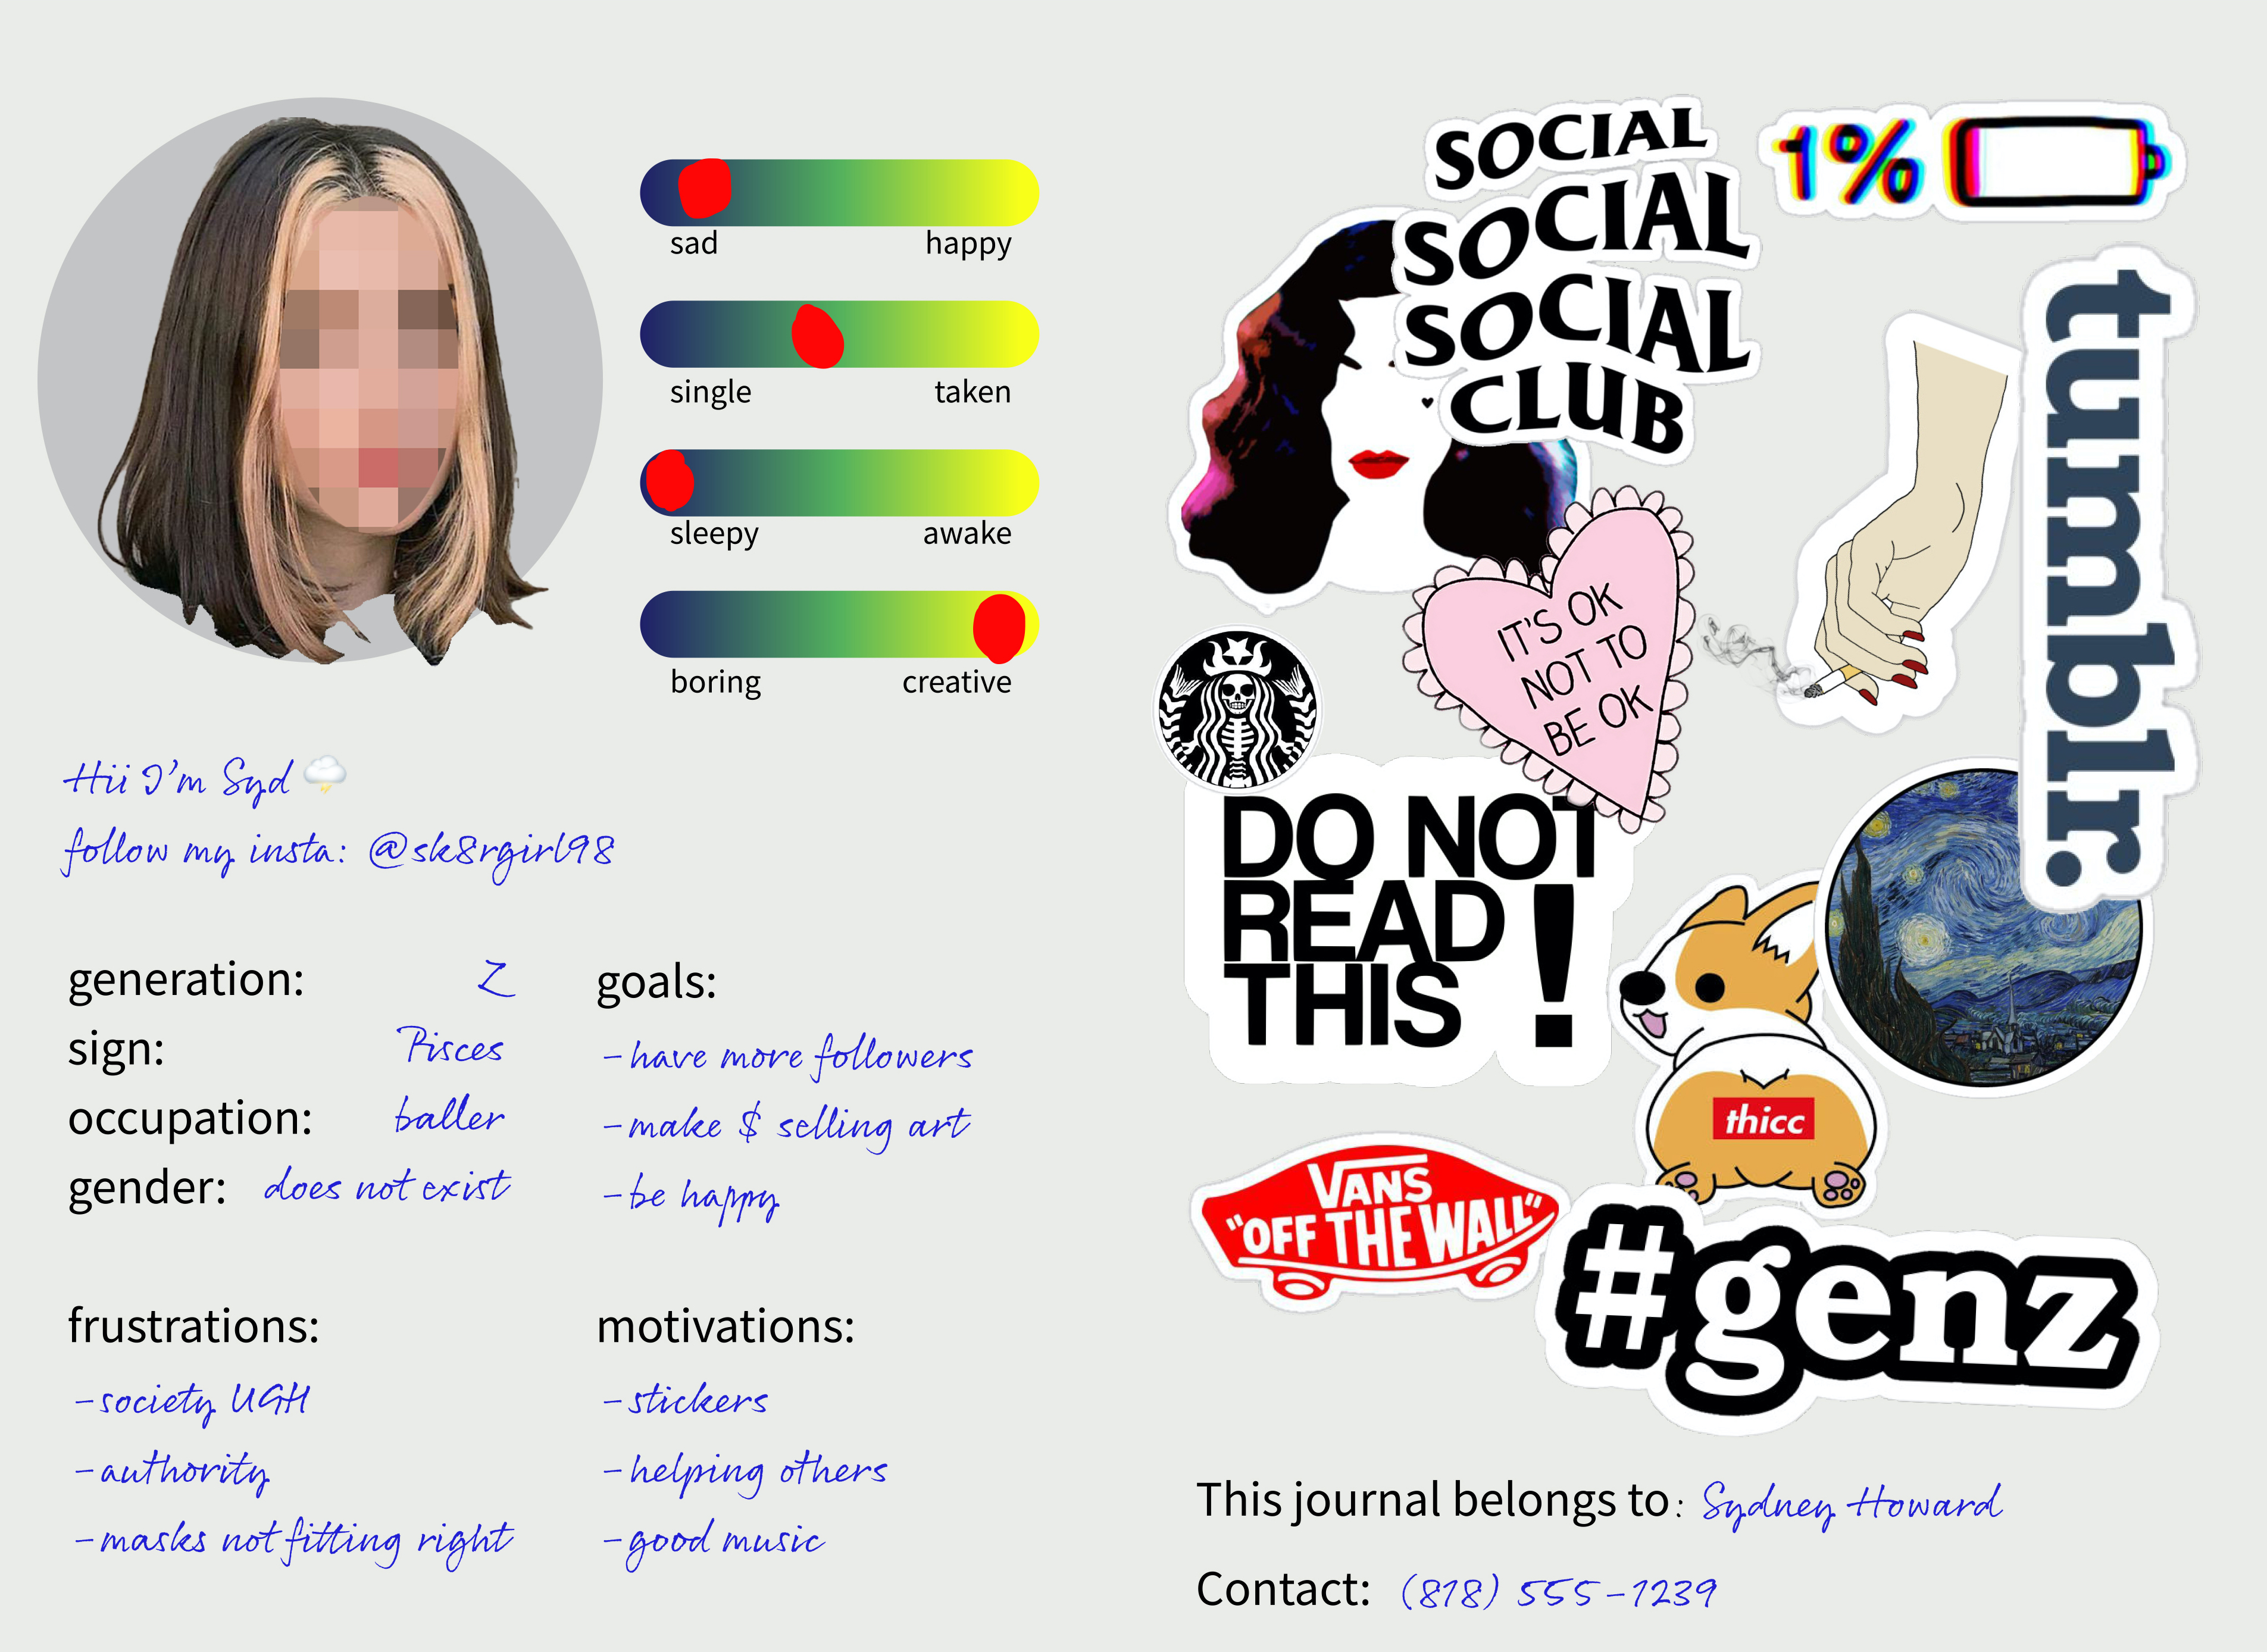 sad happy
single taken
sleepy awake
boring creative
Hii I'm Syd
follow my insta: @sk8rgirl98
generation: Z
sign: Pisces
occupation: baller
gender: does not exist
goals:
-have more followers
-make $ selling art
-be happy
frustrations:
-society UGH
-authority
-masks not fitting right
motivations:
-stickers
-helping others
-good music
SOCIAL
SOCIAL
SOCIAL
CLUB
1%
tumblr.
IT'S OK
NOT TO
BE OK
DO NOT
READ
THIS !
thicc
VANS
"OFF THE WALL"
#genz
This journal belongs to: Sydney Howard
Contact: (818) 555-1239